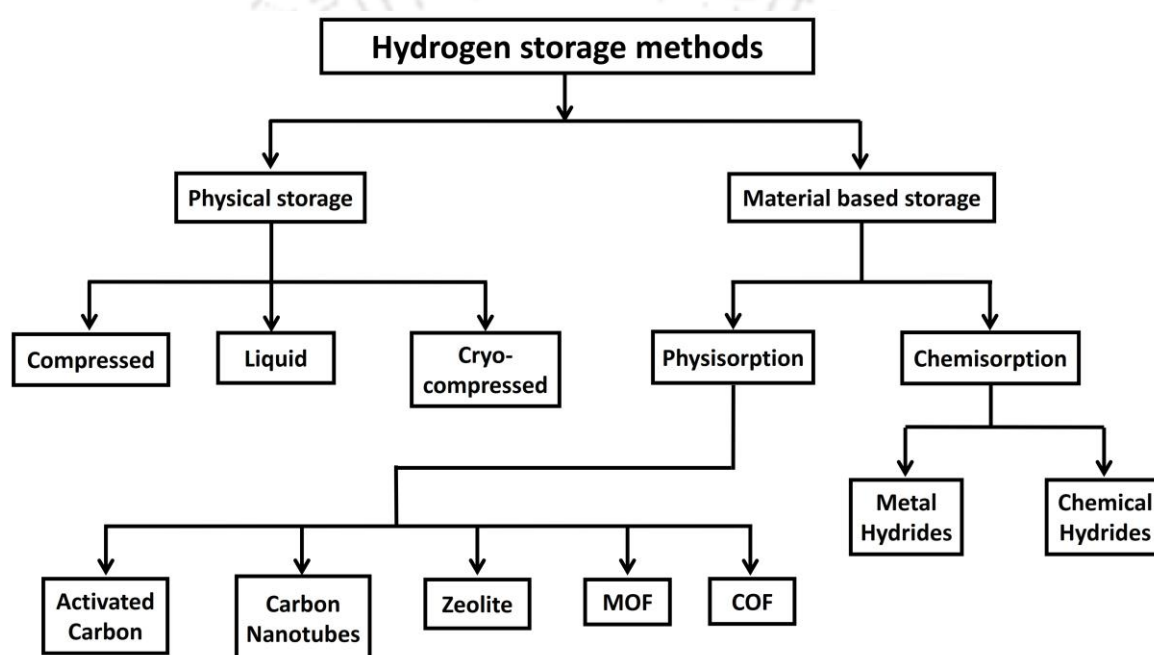 Hydrogen storage methods
Physical storage
Material based storage
Compressed
Liquid
Cryo-
compressed
Physisorption
Chemisorption
Metal
Hydrides
Chemical
Hydrides
Activated
Carbon
Carbon
Nanotubes
Zeolite
MOF
COF